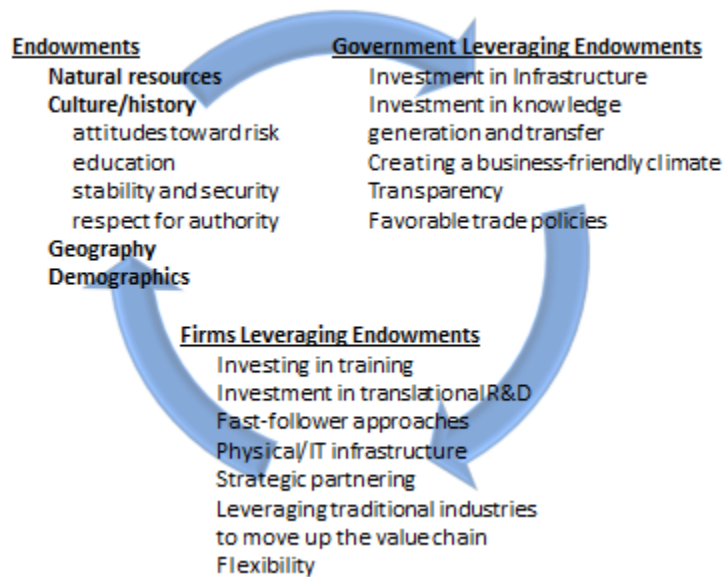 Endowments
Natural resources
Culture/history
attitudes toward risk
education
stability and security
respect for authority
Geography
Demographics
Government Leveraging Endowments
Investment in Infrastructure
Investment in knowledge
generation and transfer
Creating a business-friendly climate
Transparency
Favorable trade policies
Firms Leveraging Endowments
Investing in training
Investment in translational R&D
Fast-follower approaches
Physical/IT infrastructure
Strategic partnering
Leveraging traditional industries
to move up the value chain
Flexibility